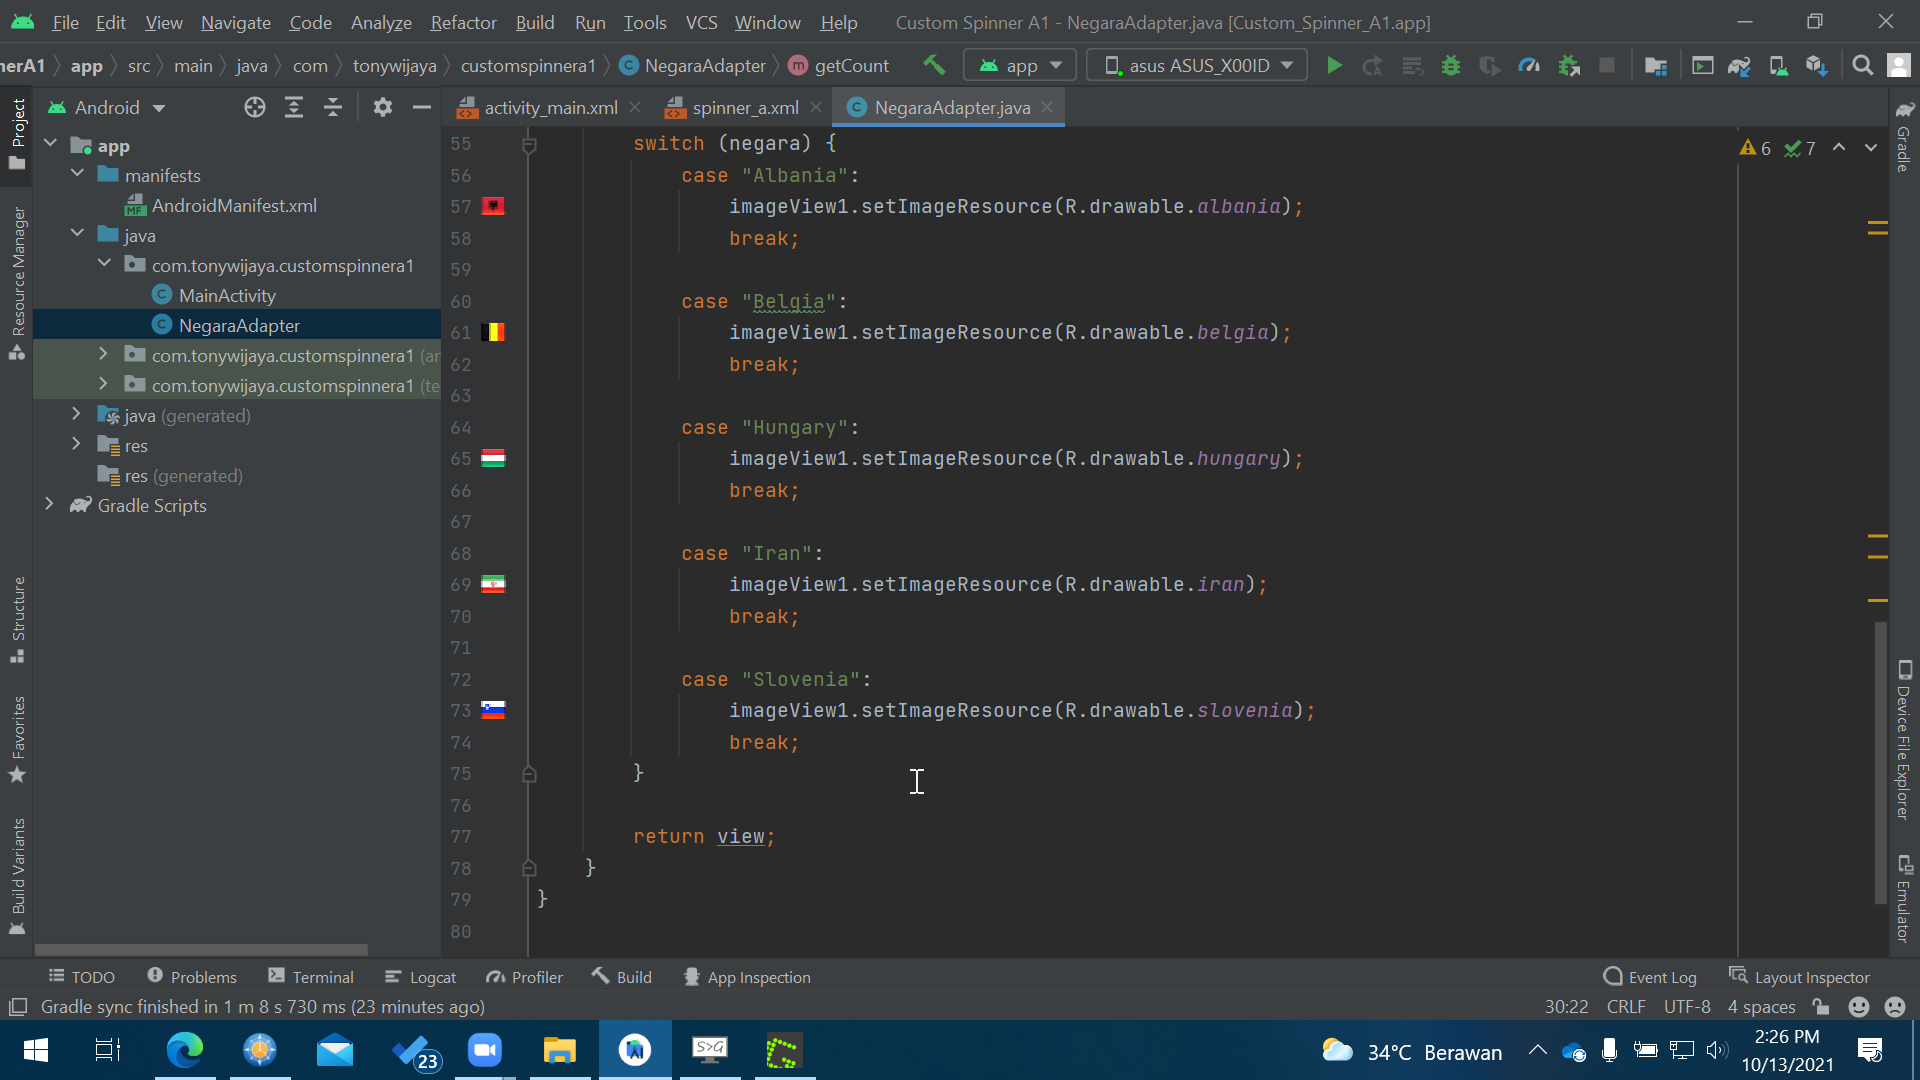 File Edit View Navigate Code Analyze Refactor Build Run Tools VCS Window Help Custom Spinner A1 - NegaraAdapter.java [Custom_Spinner_A1.app]
nerA1 app src main java com tonywijaya customspinnera1 C NegaraAdapter m getCount app asus ASUS_X00ID
Project
Android
activity_main.xml
spinner_a.xml
C NegaraAdapter.java
Gradle
app
manifests
MF AndroidManifest.xml
java
com.tonywijaya.customspinnera1
C MainActivity
C NegaraAdapter
com.tonywijaya.customspinnera1 (an
com.tonywijaya.customspinnera1 (te
java (generated)
res
res (generated)
Gradle Scripts
Resource Manager
Structure
Favorites
Build Variants
6 7
55 switch (negara) {
56 case "Albania":
57 imageView1.setImageResource(R.drawable.albania);
58 break;
59
60 case "Belgia":
61 imageView1.setImageResource(R.drawable.belgia);
62 break;
63
64 case "Hungary":
65 imageView1.setImageResource(R.drawable.hungary);
66 break;
67
68 case "Iran":
69 imageView1.setImageResource(R.drawable.iran);
70 break;
71
72 case "Slovenia":
73 imageView1.setImageResource(R.drawable.slovenia);
74 break;
75 }
76
77 return view;
78 }
79 }
80
Device File Explorer
Emulator
TODO Problems Terminal Logcat Profiler Build App Inspection Event Log Layout Inspector
Gradle sync finished in 1 m 8 s 730 ms (23 minutes ago) 30:22 CRLF UTF-8 4 spaces
23
AI
S>G
34°C Berawan
2:26 PM
10/13/2021